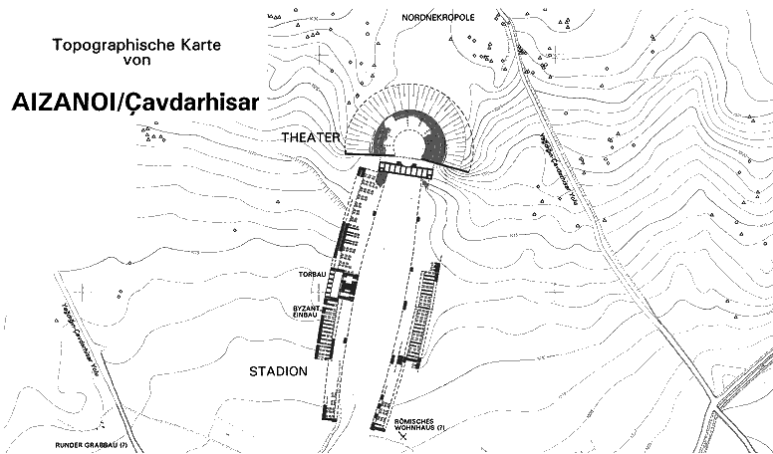 NORDNEKROPOLE
Topographische Karte
von
AIZANOI/Çavdarhisar
THEATER
TORBAU
BYZANT.
EINBAU
STADION
RÖMISCHES
WOHNHAUS (?)
RUNDER GRABBAU (?)